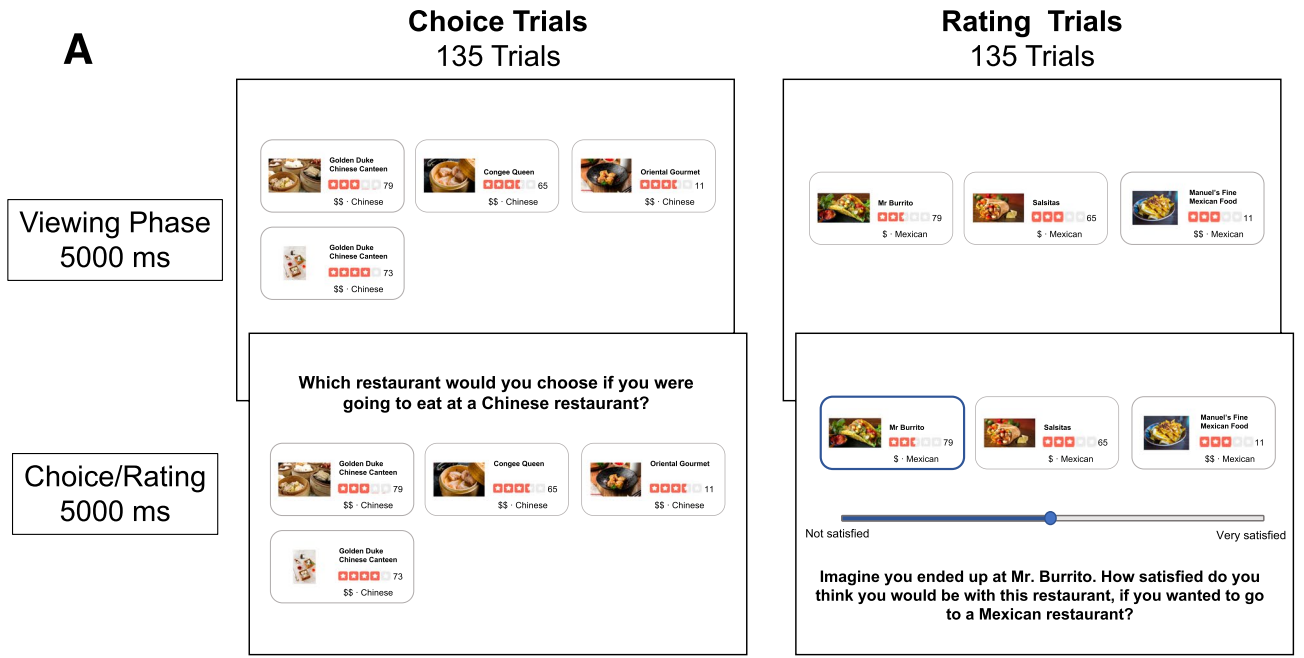 A
Choice Trials
135 Trials
Rating Trials
135 Trials
Viewing Phase
5000 ms
Golden Duke
Chinese Canteen
79
$$ · Chinese
Congee Queen
65
$$ · Chinese
Oriental Gourmet
11
$$ · Chinese
Golden Duke
Chinese Canteen
73
$$ · Chinese
Mr Burrito
79
$ · Mexican
Salsitas
65
$ · Mexican
Manuel's Fine
Mexican Food
11
$$ · Mexican
Choice/Rating
5000 ms
Which restaurant would you choose if you were
going to eat at a Chinese restaurant?
Golden Duke
Chinese Canteen
79
$$ · Chinese
Congee Queen
65
$$ · Chinese
Oriental Gourmet
11
$$ · Chinese
Golden Duke
Chinese Canteen
73
$$ · Chinese
Mr Burrito
79
$ · Mexican
Salsitas
65
$ · Mexican
Manuel's Fine
Mexican Food
11
$$ · Mexican
Not satisfied
Very satisfied
Imagine you ended up at Mr. Burrito. How satisfied do you
think you would be with this restaurant, if you wanted to go
to a Mexican restaurant?